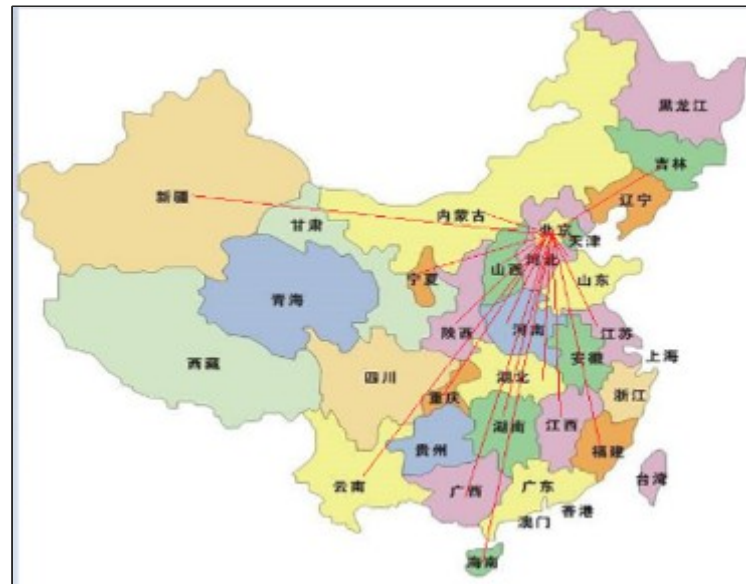 黑龙江
吉林
辽宁
新疆
内蒙古
甘肃
北京
天津
河北
宁夏
山西
山东
青海
陕西
河南
江苏
西藏
安徽
上海
四川
湖北
重庆
浙江
湖南
江西
贵州
福建
云南
广西
广东
台湾
香港
澳门
海南